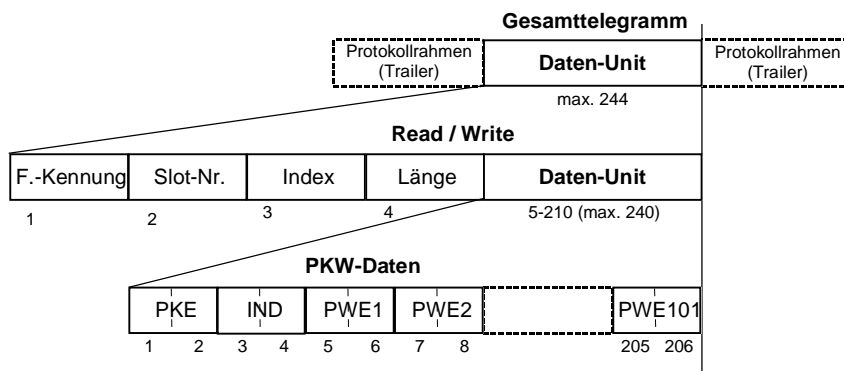 Gesamttelegramm
Protokollrahmen
(Trailer)
Daten-Unit
Protokollrahmen
(Trailer)
max. 244
Read / Write
F.-Kennung Slot-Nr. Index Länge Daten-Unit
1 2 3 4 5-210 (max. 240)
PKW-Daten
PKE IND PWE1 PWE2 PWE101
1 2 3 4 5 6 7 8 205 206